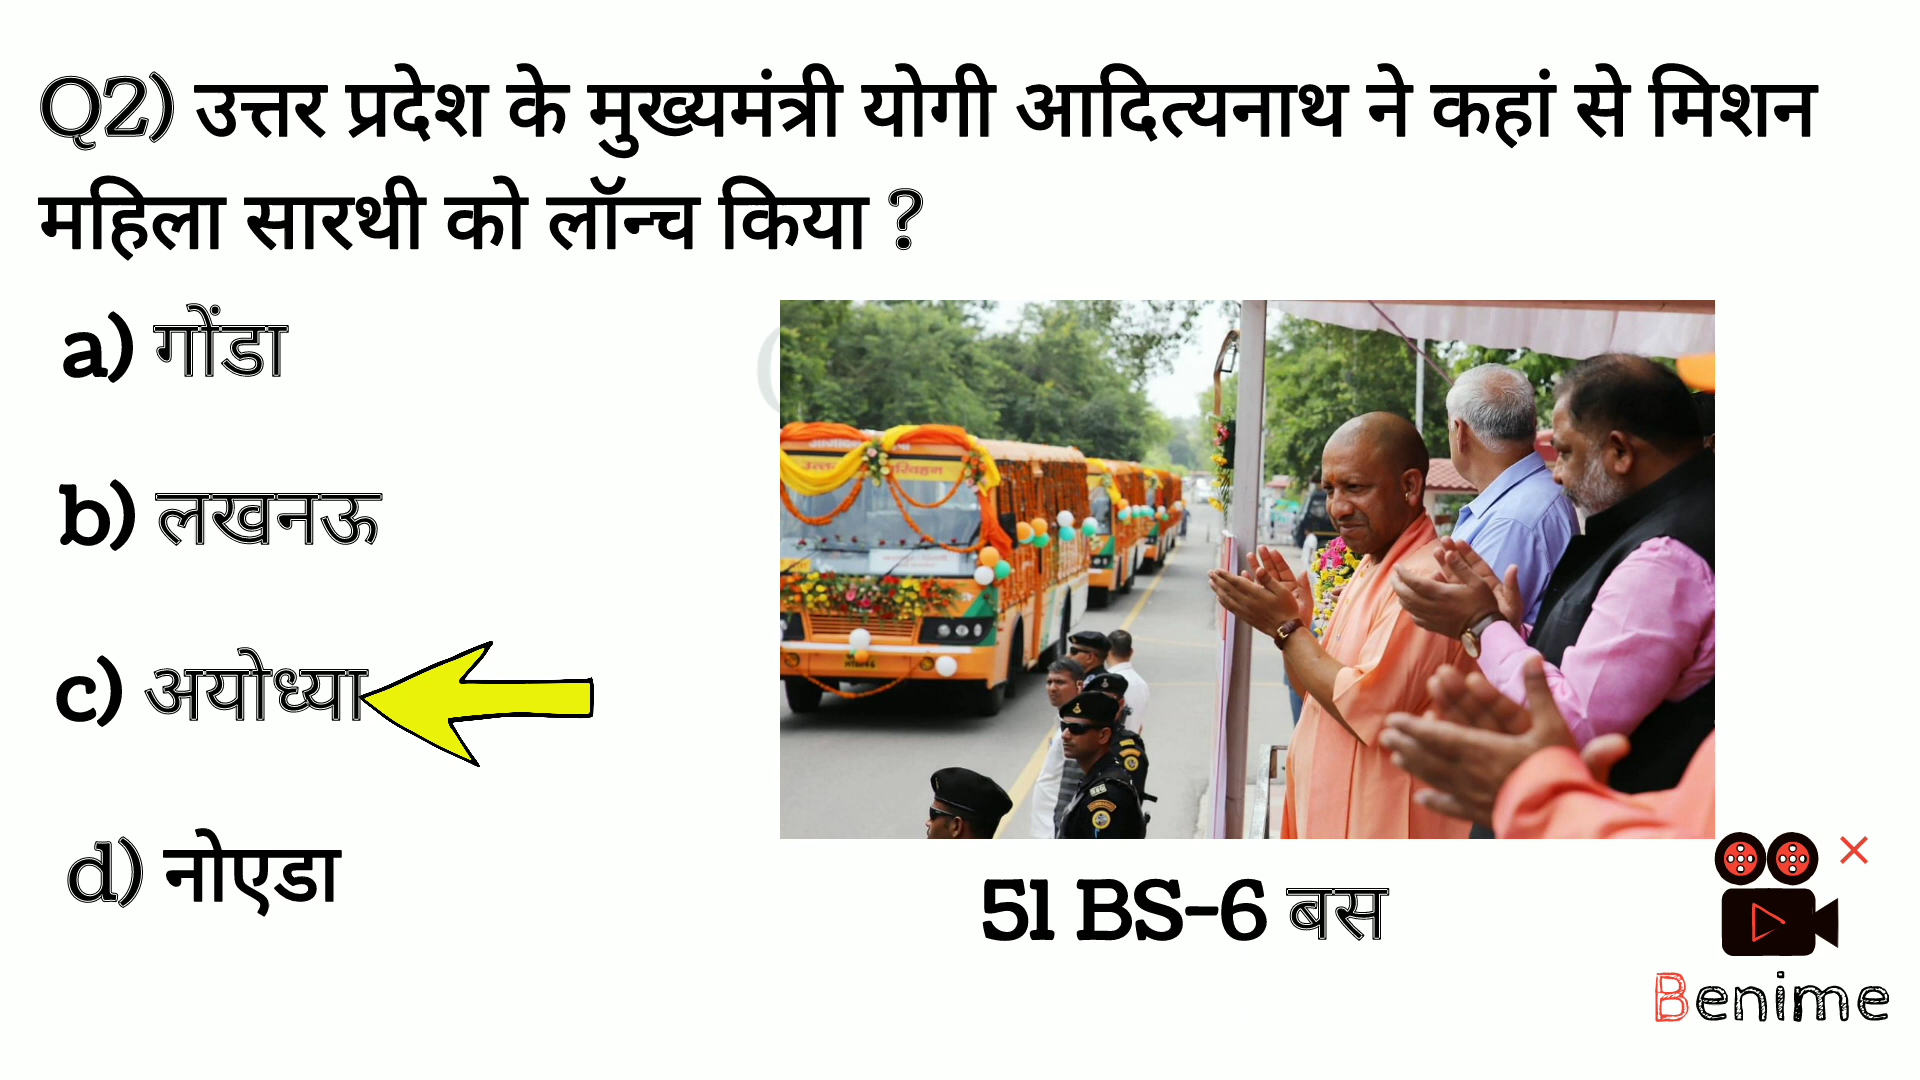 Q2) उत्तर प्रदेश के मुख्यमंत्री योगी आदित्यनाथ ने कहां से मिशन
महिला सारथी को लॉन्च किया ?
a) गोंडा
b) लखनऊ
c) अयोध्या
d) नोएडा
51 BS-6 बस
Benime